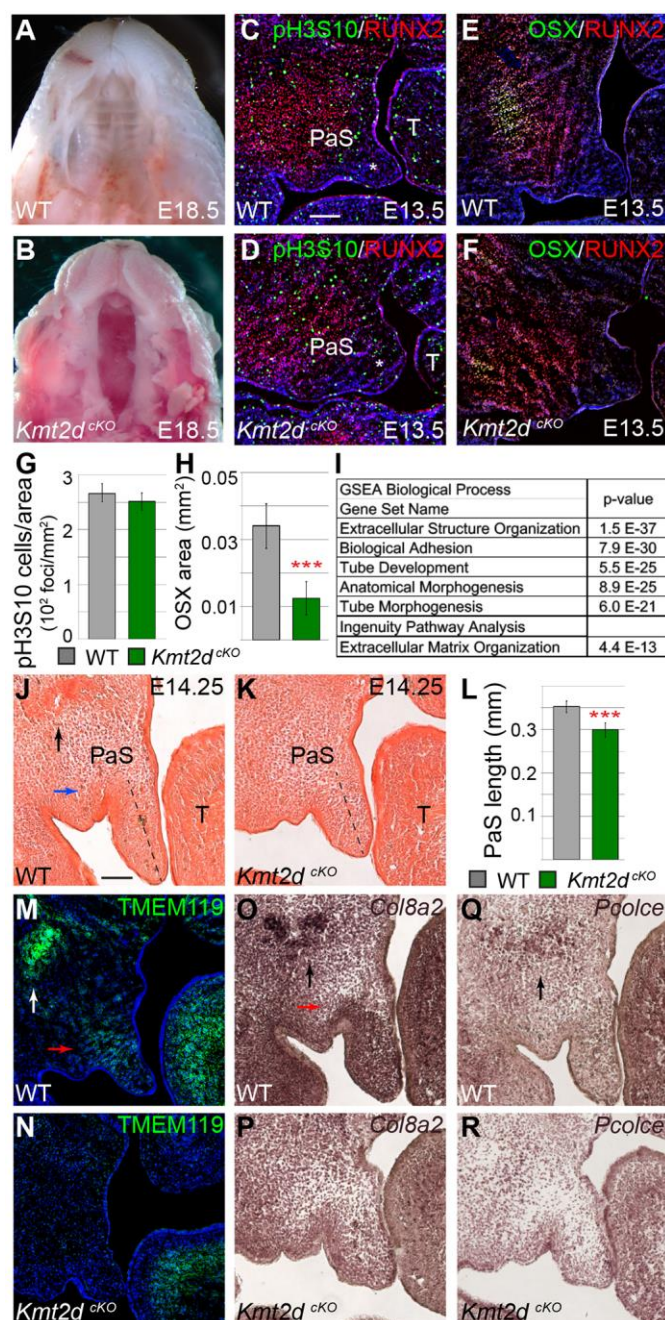 A
WT E18.5
C pH3S10/RUNX2
PaS T
*
WT E13.5
E OSX/RUNX2
WT E13.5
B
Kmt2d cKO E18.5
D pH3S10/RUNX2
PaS
* T
Kmt2d cKO E13.5
F OSX/RUNX2
Kmt2d cKO E13.5
G
pH3S10 cells/area
(10² foci/mm²)
3
2
1
0
H
OSX area (mm²)
0.05
0.03
0.01
***
WT Kmt2d cKO
I
GSEA Biological Process p-value
Gene Set Name
Extracellular Structure Organization 1.5 E-37
Biological Adhesion 7.9 E-30
Tube Development 5.5 E-25
Anatomical Morphogenesis 8.9 E-25
Tube Morphogenesis 6.0 E-21
Ingenuity Pathway Analysis
Extracellular Matrix Organization 4.4 E-13
J E14.25
PaS
T
WT
K E14.25
PaS
T
Kmt2d cKO
L
PaS length (mm)
0.3
0.2
0.1
***
WT
Kmt2d cKO
M TMEM119
WT
O Col8a2
WT
Q Pcolce
WT
N TMEM119
Kmt2d cKO
P Col8a2
Kmt2d cKO
R Pcolce
Kmt2d cKO